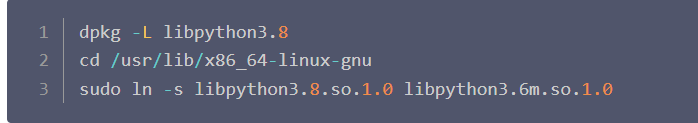 1 dpkg -L libpython3.8
2 cd /usr/lib/x86_64-linux-gnu
3 sudo ln -s libpython3.8.so.1.0 libpython3.6m.so.1.0